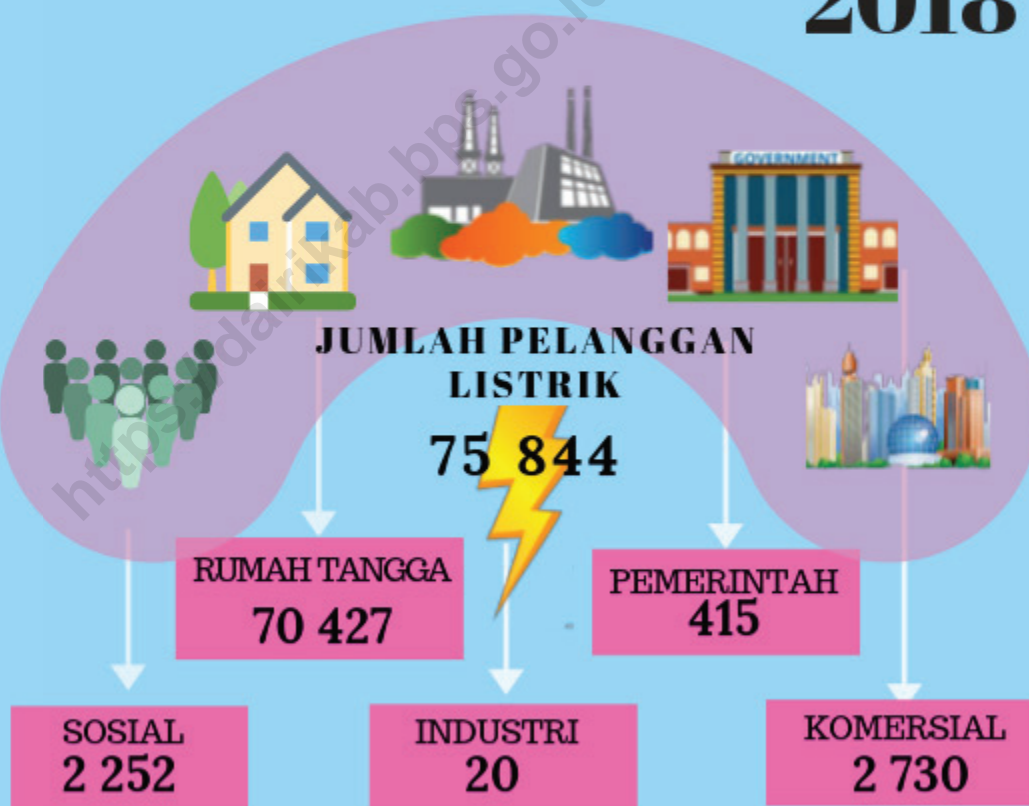 2018
GOVERNMENT
JUMLAH PELANGGAN
LISTRIK
75 844
RUMAH TANGGA
70 427
PEMERINTAH
415
SOSIAL
2 252
INDUSTRI
20
KOMERSIAL
2 730